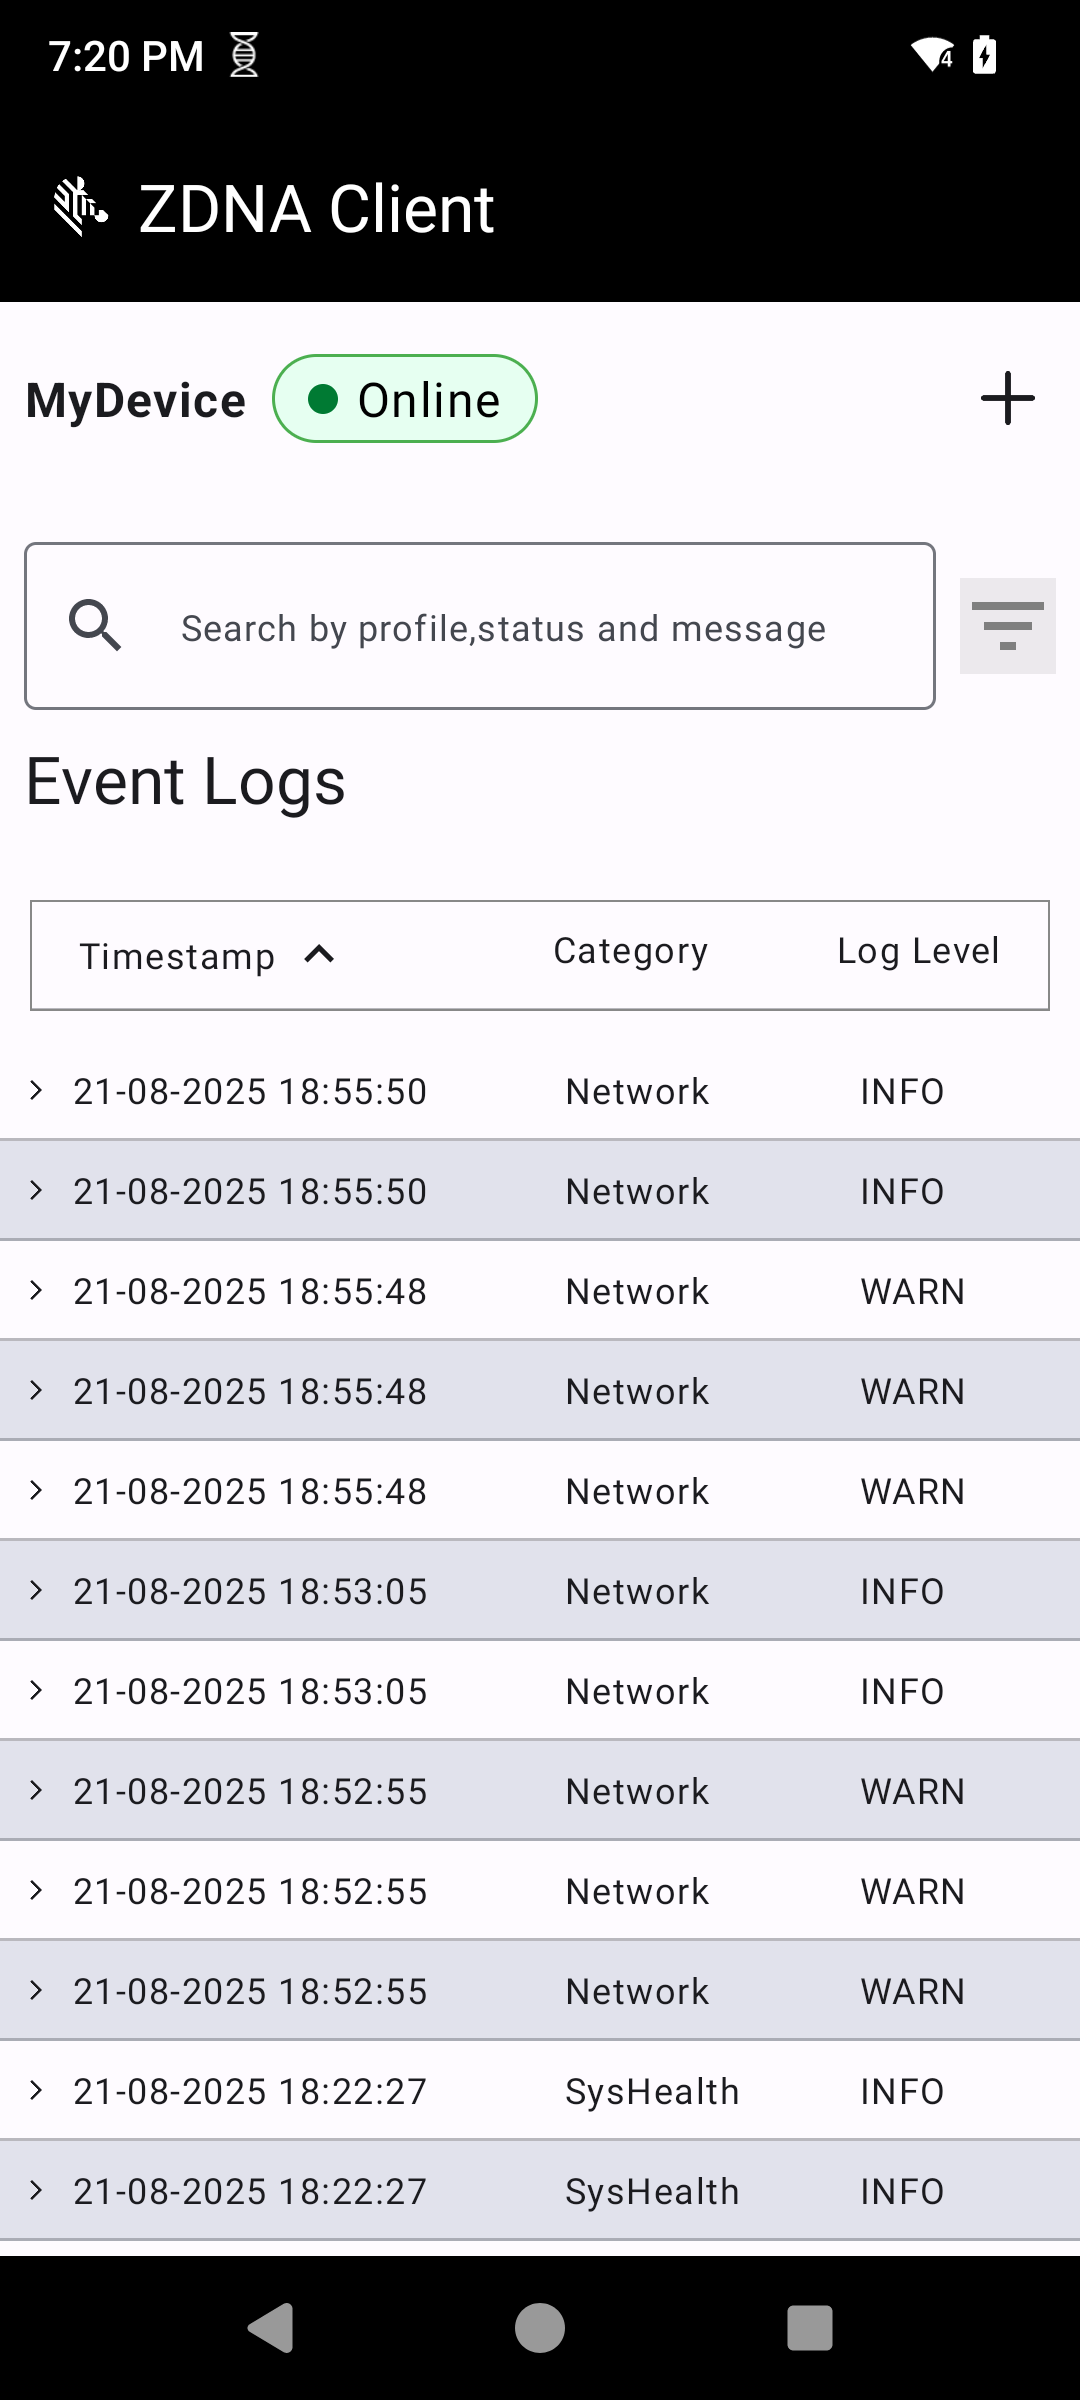 7:20 PM
4
ZDNA Client
MyDevice Online
Search by profile,status and message
Event Logs
Timestamp Category Log Level
21-08-2025 18:55:50 Network INFO
21-08-2025 18:55:50 Network INFO
21-08-2025 18:55:48 Network WARN
21-08-2025 18:55:48 Network WARN
21-08-2025 18:55:48 Network WARN
21-08-2025 18:53:05 Network INFO
21-08-2025 18:53:05 Network INFO
21-08-2025 18:52:55 Network WARN
21-08-2025 18:52:55 Network WARN
21-08-2025 18:52:55 Network WARN
21-08-2025 18:22:27 SysHealth INFO
21-08-2025 18:22:27 SysHealth INFO